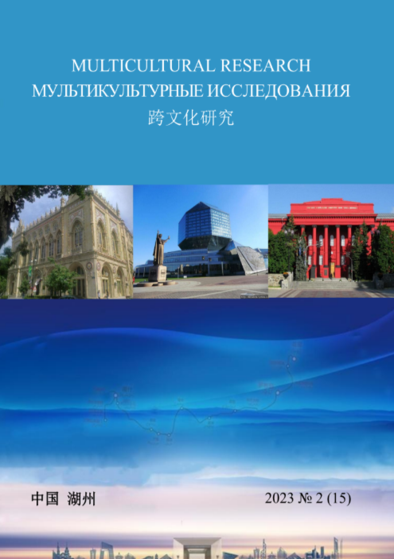 MULTICULTURAL RESEARCH
МУЛЬТИКУЛЬТУРНЫЕ ИССЛЕДОВАНИЯ
跨文化研究
中国 湖州
2023 № 2 (15)